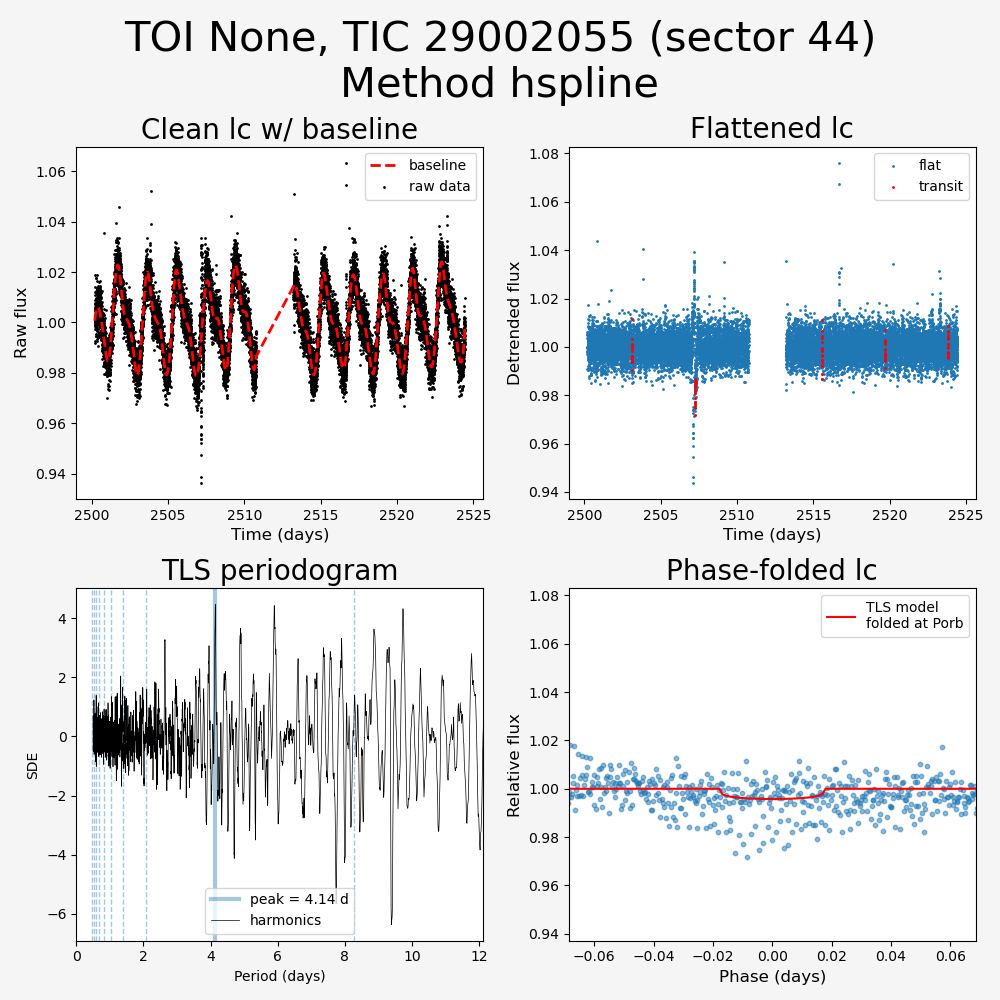 TOI None, TIC 29002055 (sector 44)
Method hspline
Clean lc w/ baseline
Flattened lc
baseline
raw data
flat
transit
1.06
1.04
1.02
1.00
0.98
0.96
0.94
Raw flux
2500
2505
2510
2515
2520
2525
Time (days)
1.08
1.06
1.04
1.02
1.00
0.98
0.96
0.94
Detrended flux
2500
2505
2510
2515
2520
2525
Time (days)
TLS periodogram
Phase-folded lc
4
2
0
−2
−4
−6
SDE
peak = 4.14 d
harmonics
0
2
4
6
8
10
12
Period (days)
TLS model
folded at Porb
1.08
1.06
1.04
1.02
1.00
0.98
0.96
0.94
Relative flux
−0.06
−0.04
−0.02
0.00
0.02
0.04
0.06
Phase (days)